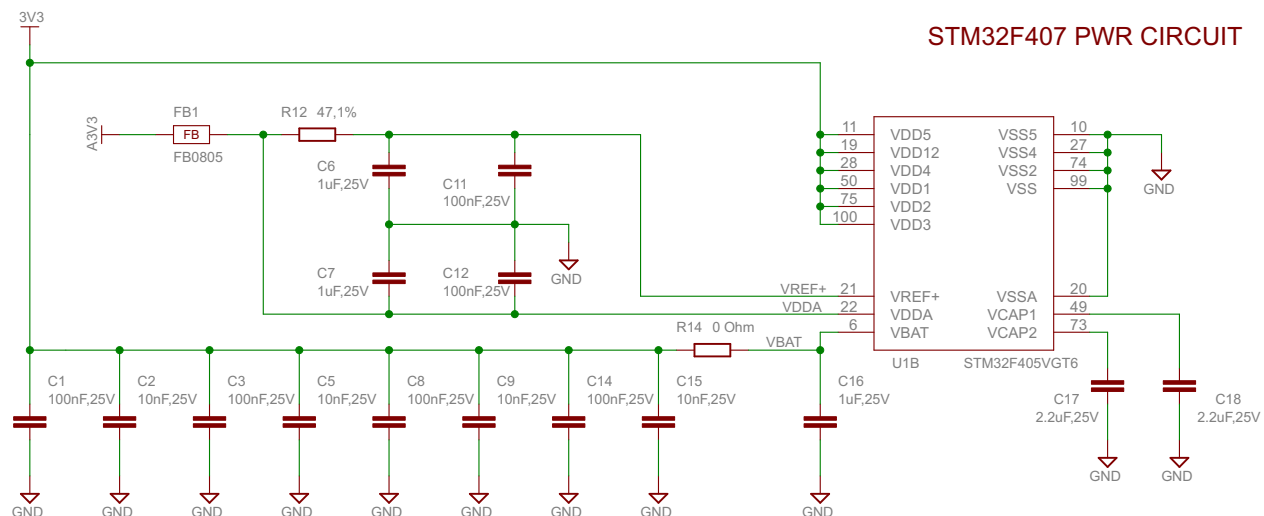 3V3
STM32F407 PWR CIRCUIT
A3V3
FB1
FB
FB0805
R12 47,1%
C6
1uF,25V
C11
100nF,25V
C7
1uF,25V
C12
100nF,25V
GND
11 VDD5 VSS5 10
19 VDD12 VSS4 27
28 VDD4 VSS2 74
50 VDD1 VSS 99
75 VDD2
100 VDD3
GND
VREF+ 21 VREF+ VSSA 20
VDDA 22 VDDA VCAP1 49
6 VBAT VCAP2 73
R14 0 Ohm
VBAT
U1B STM32F405VGT6
C1
100nF,25V
C2
10nF,25V
C3
100nF,25V
C5
10nF,25V
C8
100nF,25V
C9
10nF,25V
C14
100nF,25V
C15
10nF,25V
C16
1uF,25V
C17
2.2uF,25V
C18
2.2uF,25V
GND
GND
GND
GND
GND
GND
GND
GND
GND
GND
GND